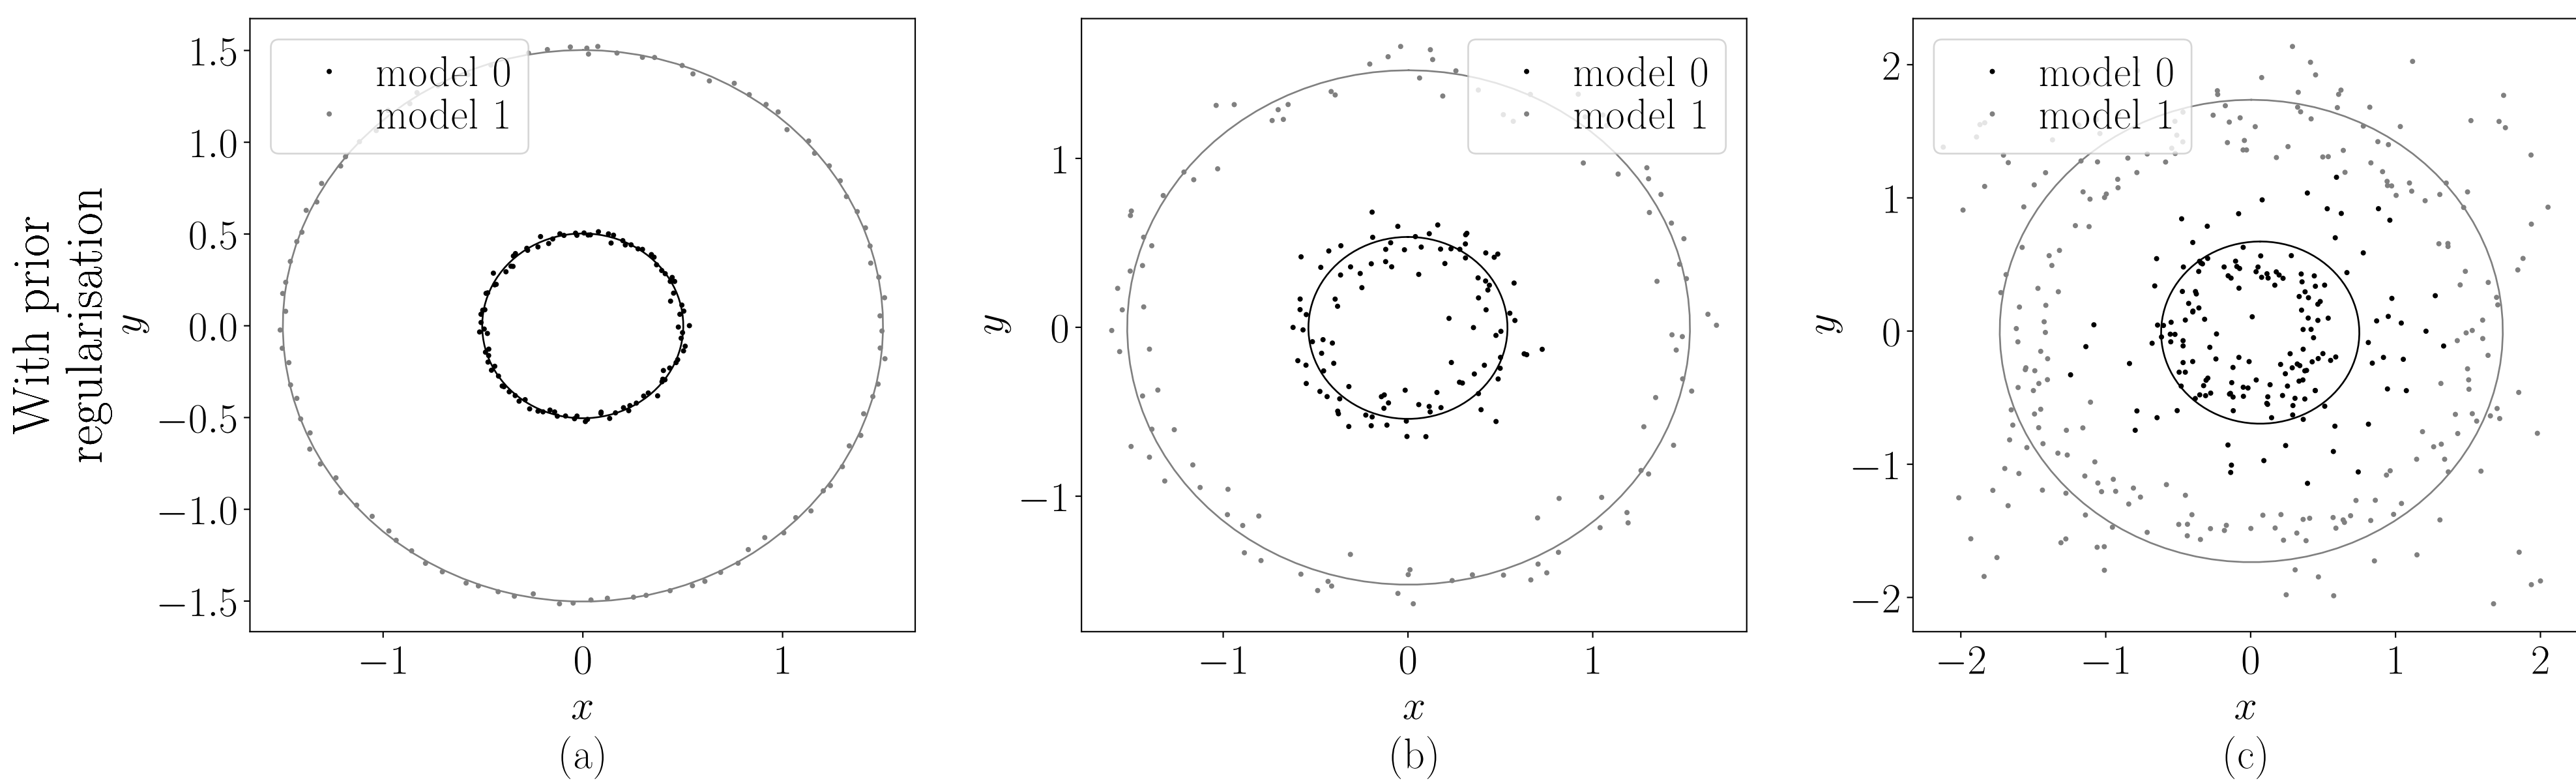 With prior
regularisation
y
1.5
1.0
0.5
0.0
−0.5
−1.0
−1.5
model 0
model 1
−1
0
1
x
(a)
y
1
0
−1
model 0
model 1
−1
0
1
x
(b)
y
2
1
0
−1
−2
model 0
model 1
−2
−1
0
1
2
x
(c)